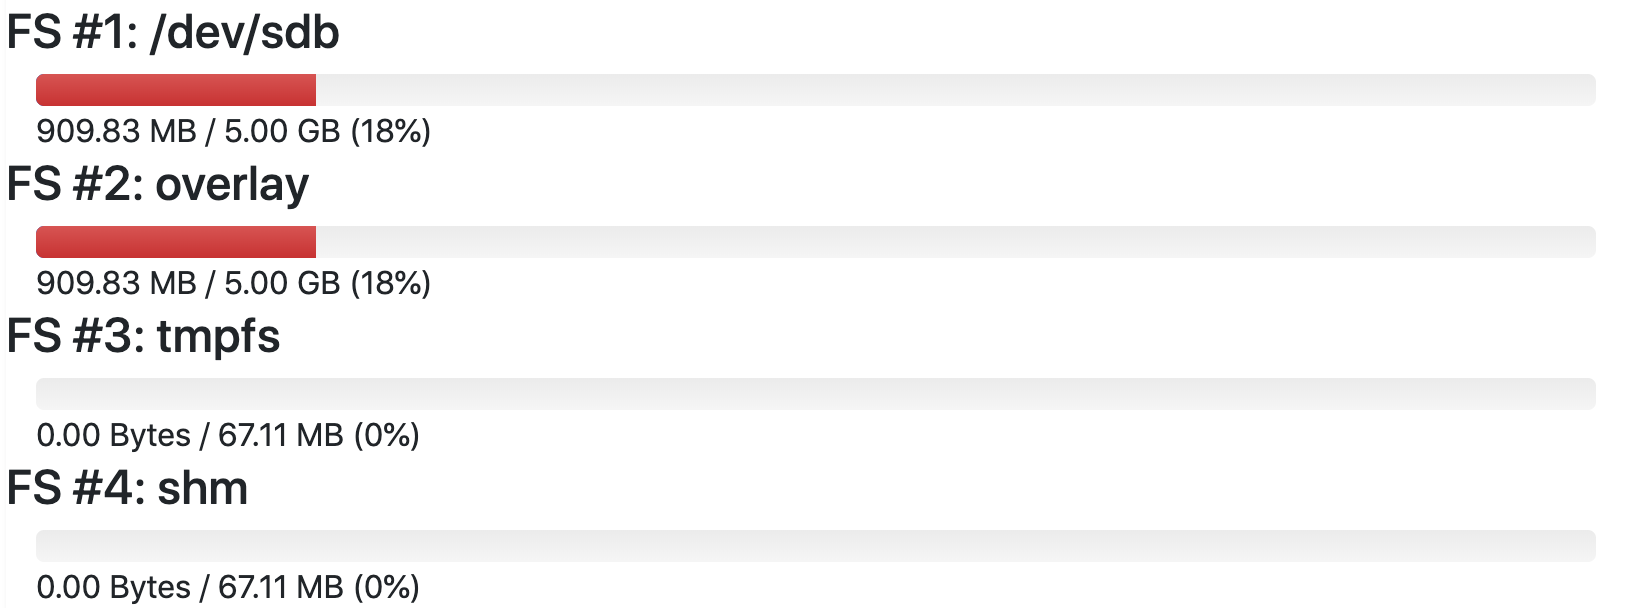 FS #1: /dev/sdb
909.83 MB / 5.00 GB (18%)
FS #2: overlay
909.83 MB / 5.00 GB (18%)
FS #3: tmpfs
0.00 Bytes / 67.11 MB (0%)
FS #4: shm
0.00 Bytes / 67.11 MB (0%)